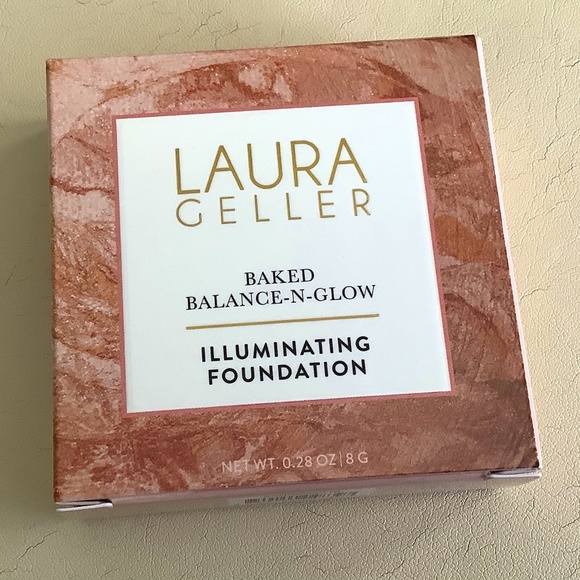 LAURA
GELLER
BAKED
BALANCE-N-GLOW
ILLUMINATING
FOUNDATION
NET WT. 0.28 OZ | 8 G